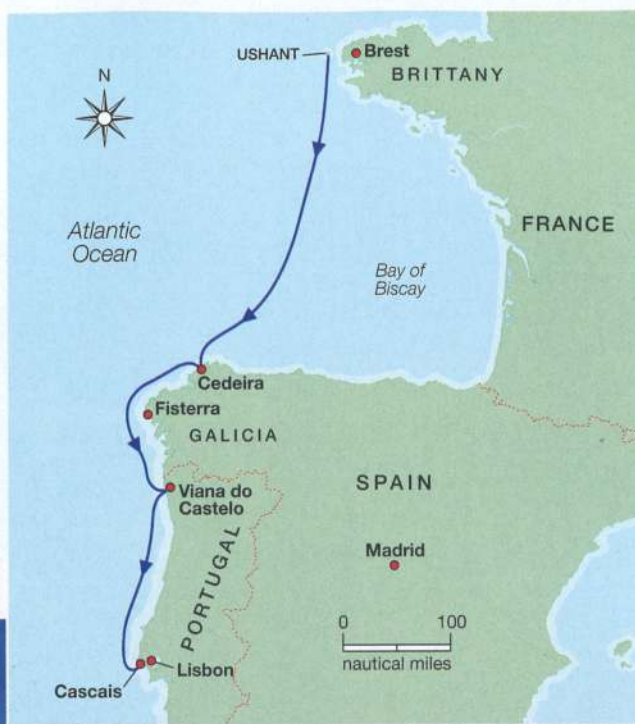 USHANT
Brest
BRITTANY
N
Atlantic
Ocean
FRANCE
Bay of
Biscay
Cedeira
Fisterra
GALICIA
SPAIN
Viana do
Castelo
PORTUGAL
Madrid
0 100
nautical miles
Lisbon
Cascais